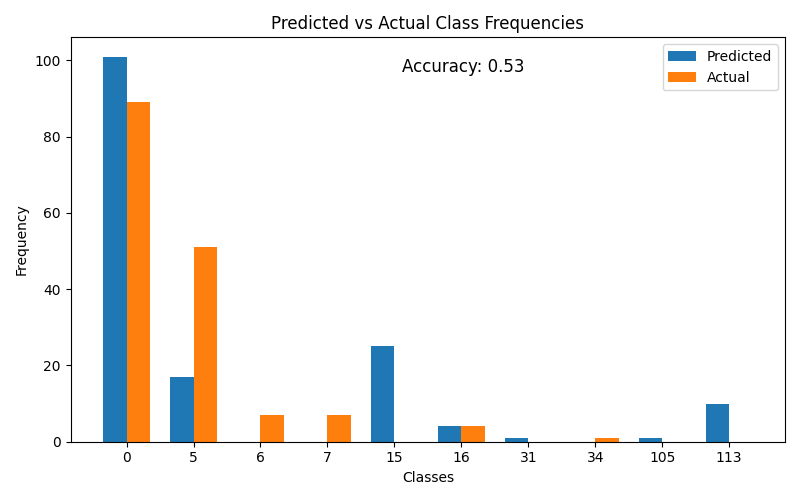 Predicted vs Actual Class Frequencies
Accuracy: 0.53
Predicted
Actual
Frequency
100
80
60
40
20
0
0 5 6 7 15 16 31 34 105 113
Classes